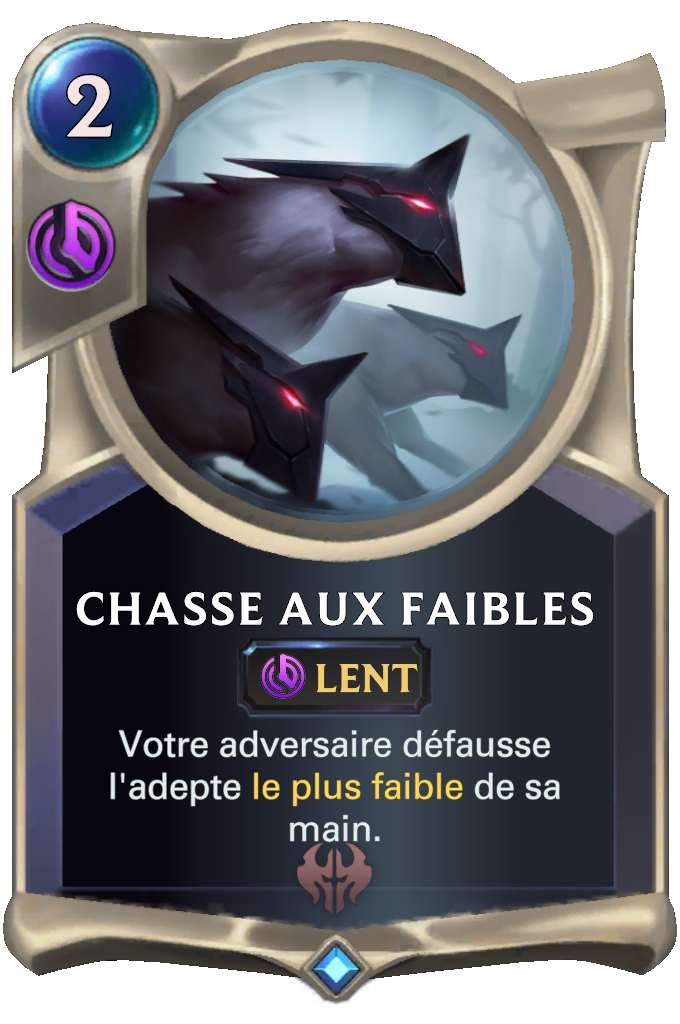 2
CHASSE AUX FAIBLES
LENT
Votre adversaire défausse
l'adepte le plus faible de sa
main.